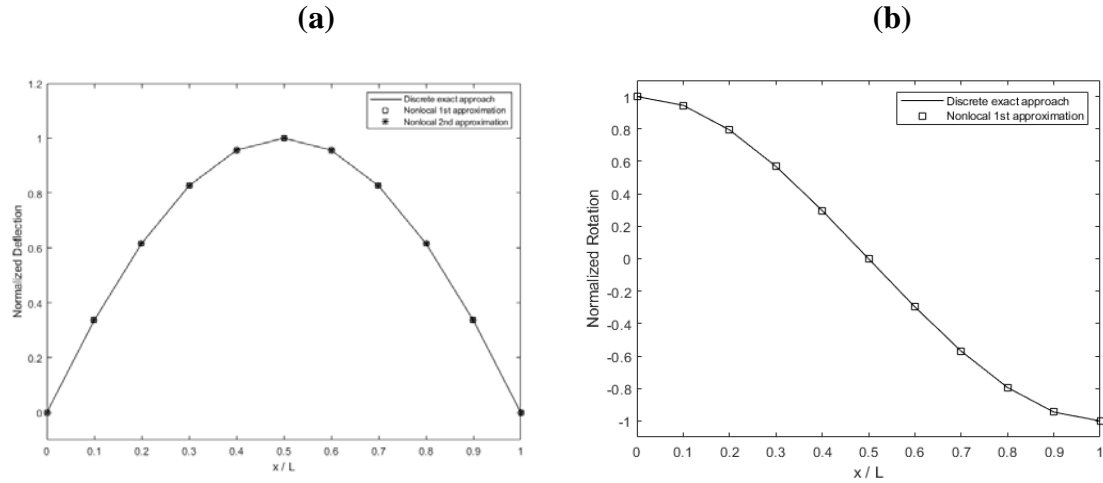 (a)
(b)
1.2
1
0.8
0.6
0.4
0.2
0
Normalized Deflection
Discrete exact approach
Nonlocal 1st approximation
Nonlocal 2nd approximation
0 0.1 0.2 0.3 0.4 0.5 0.6 0.7 0.8 0.9 1
x / L
1
0.8
0.6
0.4
0.2
0
-0.2
-0.4
-0.6
-0.8
-1
Normalized Rotation
Discrete exact approach
Nonlocal 1st approximation
0 0.1 0.2 0.3 0.4 0.5 0.6 0.7 0.8 0.9 1
x / L